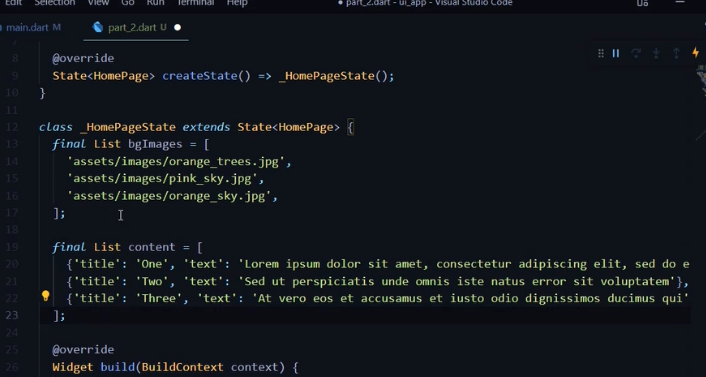 Edit Selection View Go Run Terminal Help ● part_2.dart - ui_app - Visual Studio Code
main.dart M part_2.dart U ●
8 @override
9 State<HomePage> createState() => _HomePageState();
10 }
11
12 class _HomePageState extends State<HomePage> {
13 final List bgImages = [
14 'assets/images/orange_trees.jpg',
15 'assets/images/pink_sky.jpg',
16 'assets/images/orange_sky.jpg',
17 ];
18
19 final List content = [
20 {'title': 'One', 'text': 'Lorem ipsum dolor sit amet, consectetur adipiscing elit, sed do e
21 {'title': 'Two', 'text': 'Sed ut perspiciatis unde omnis iste natus error sit voluptatem'},
22 {'title': 'Three', 'text': 'At vero eos et accusamus et iusto odio dignissimos ducimus qui'
23 ];
24
25 @override
26 Widget build(BuildContext context) {